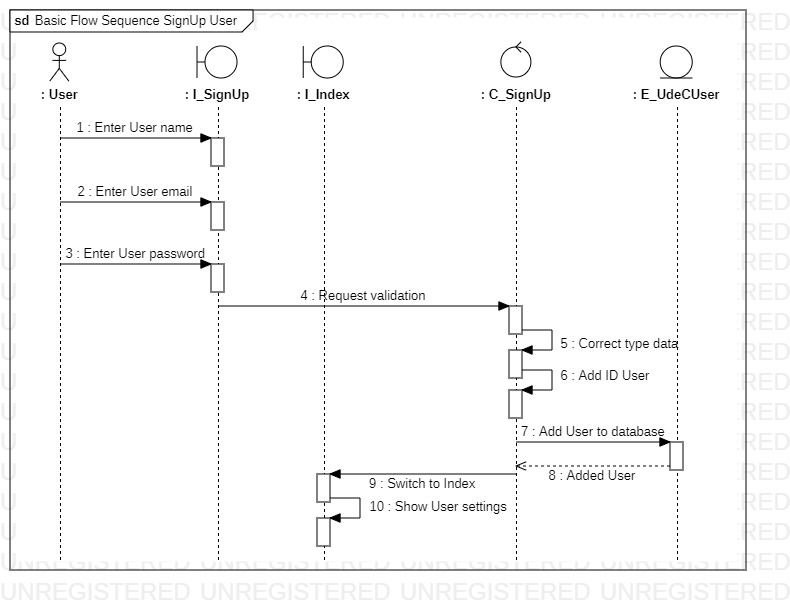 sd Basic Flow Sequence SignUp User
: User
: I_SignUp
: I_Index
: C_SignUp
: E_UdeCUser
1 : Enter User name
2 : Enter User email
3 : Enter User password
4 : Request validation
5 : Correct type data
6 : Add ID User
7 : Add User to database
8 : Added User
9 : Switch to Index
10 : Show User settings
UNREGISTERED UNREGISTERED UNREGISTERED UNREGISTERED